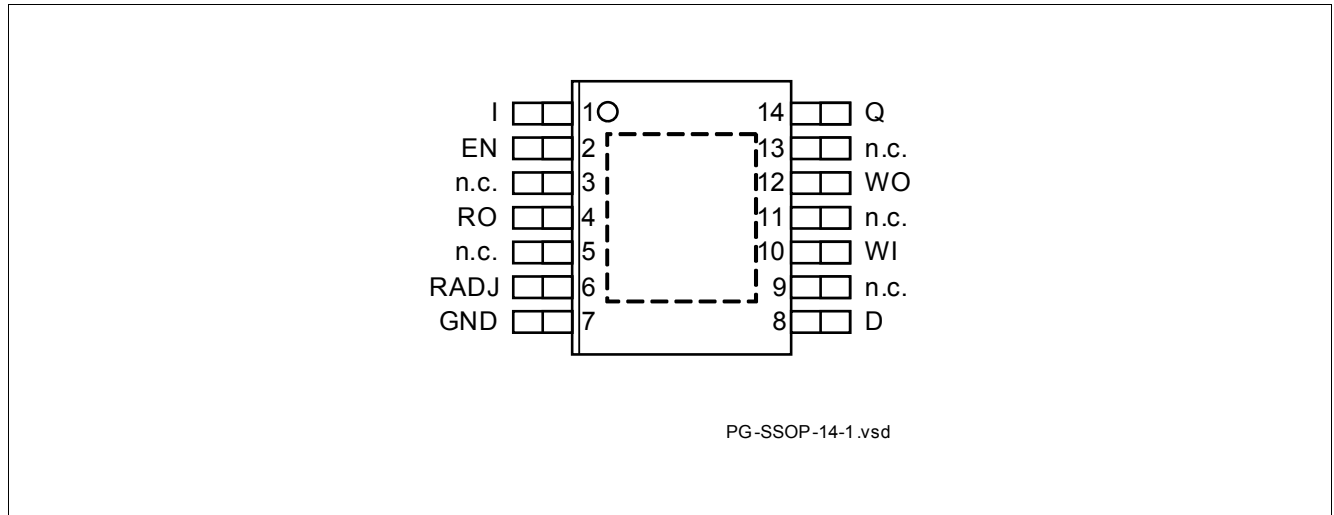 I 1 14 Q
EN 2 13 n.c.
n.c. 3 12 WO
RO 4 11 n.c.
n.c. 5 10 WI
RADJ 6 9 n.c.
GND 7 8 D
PG-SSOP-14-1.vsd